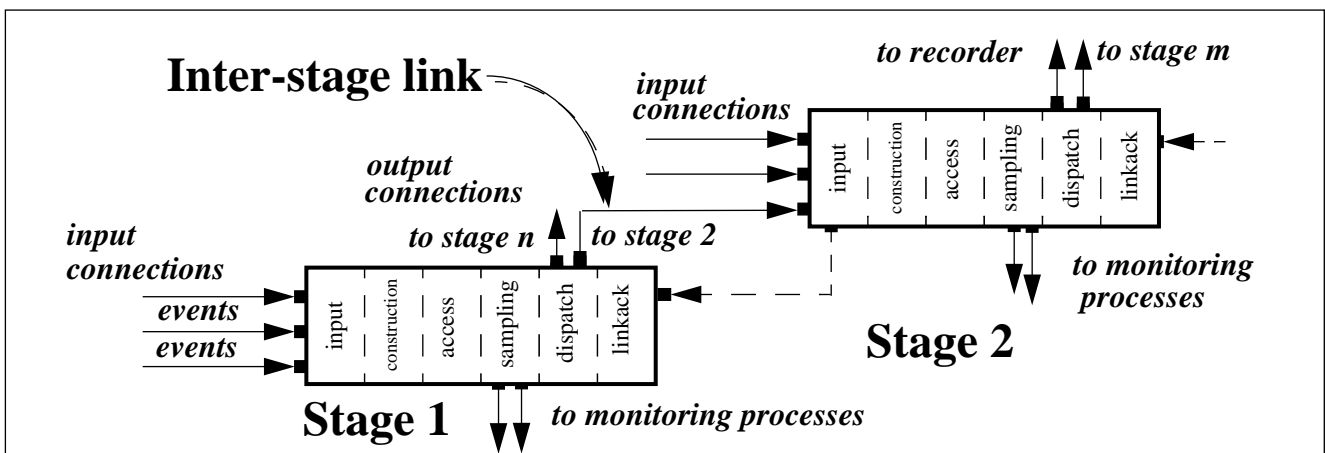 to recorder
to stage m
Inter-stage link
input
connections
input
construction
access
sampling
dispatch
linkack
output
connections
to stage n
to stage 2
input
connections
events
events
input
construction
access
sampling
dispatch
linkack
to monitoring
processes
Stage 2
Stage 1
to monitoring processes